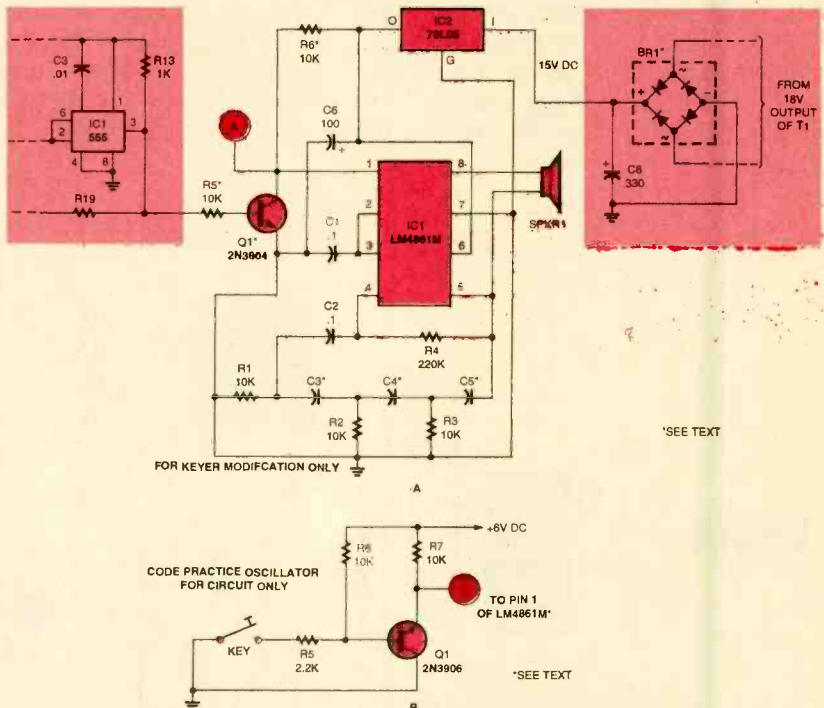 C3
.01
R13
1K
1
6
2
IC1
555
3
4
8
R19
R5*
10K
Q1*
2N3904
R6*
10K
O
IC2
78L05
I
G
15V DC
C6
100
+
A
1
2
3
4
IC1
LM4861M
8
7
6
5
SPKR1
C1
.1
C2
.1
R4
220K
R1
10K
C3*
C4*
C5*
R2
10K
R3
10K
FOR KEYER MODIFCATION ONLY
A
BR1*
~
+
−
~
+
C8
330
FROM
18V
OUTPUT
OF T1
*SEE TEXT
CODE PRACTICE OSCILLATOR
FOR CIRCUIT ONLY
+6V DC
R6
10K
R7
10K
TO PIN 1
OF LM4861M*
KEY
R5
2.2K
Q1
2N3906
*SEE TEXT